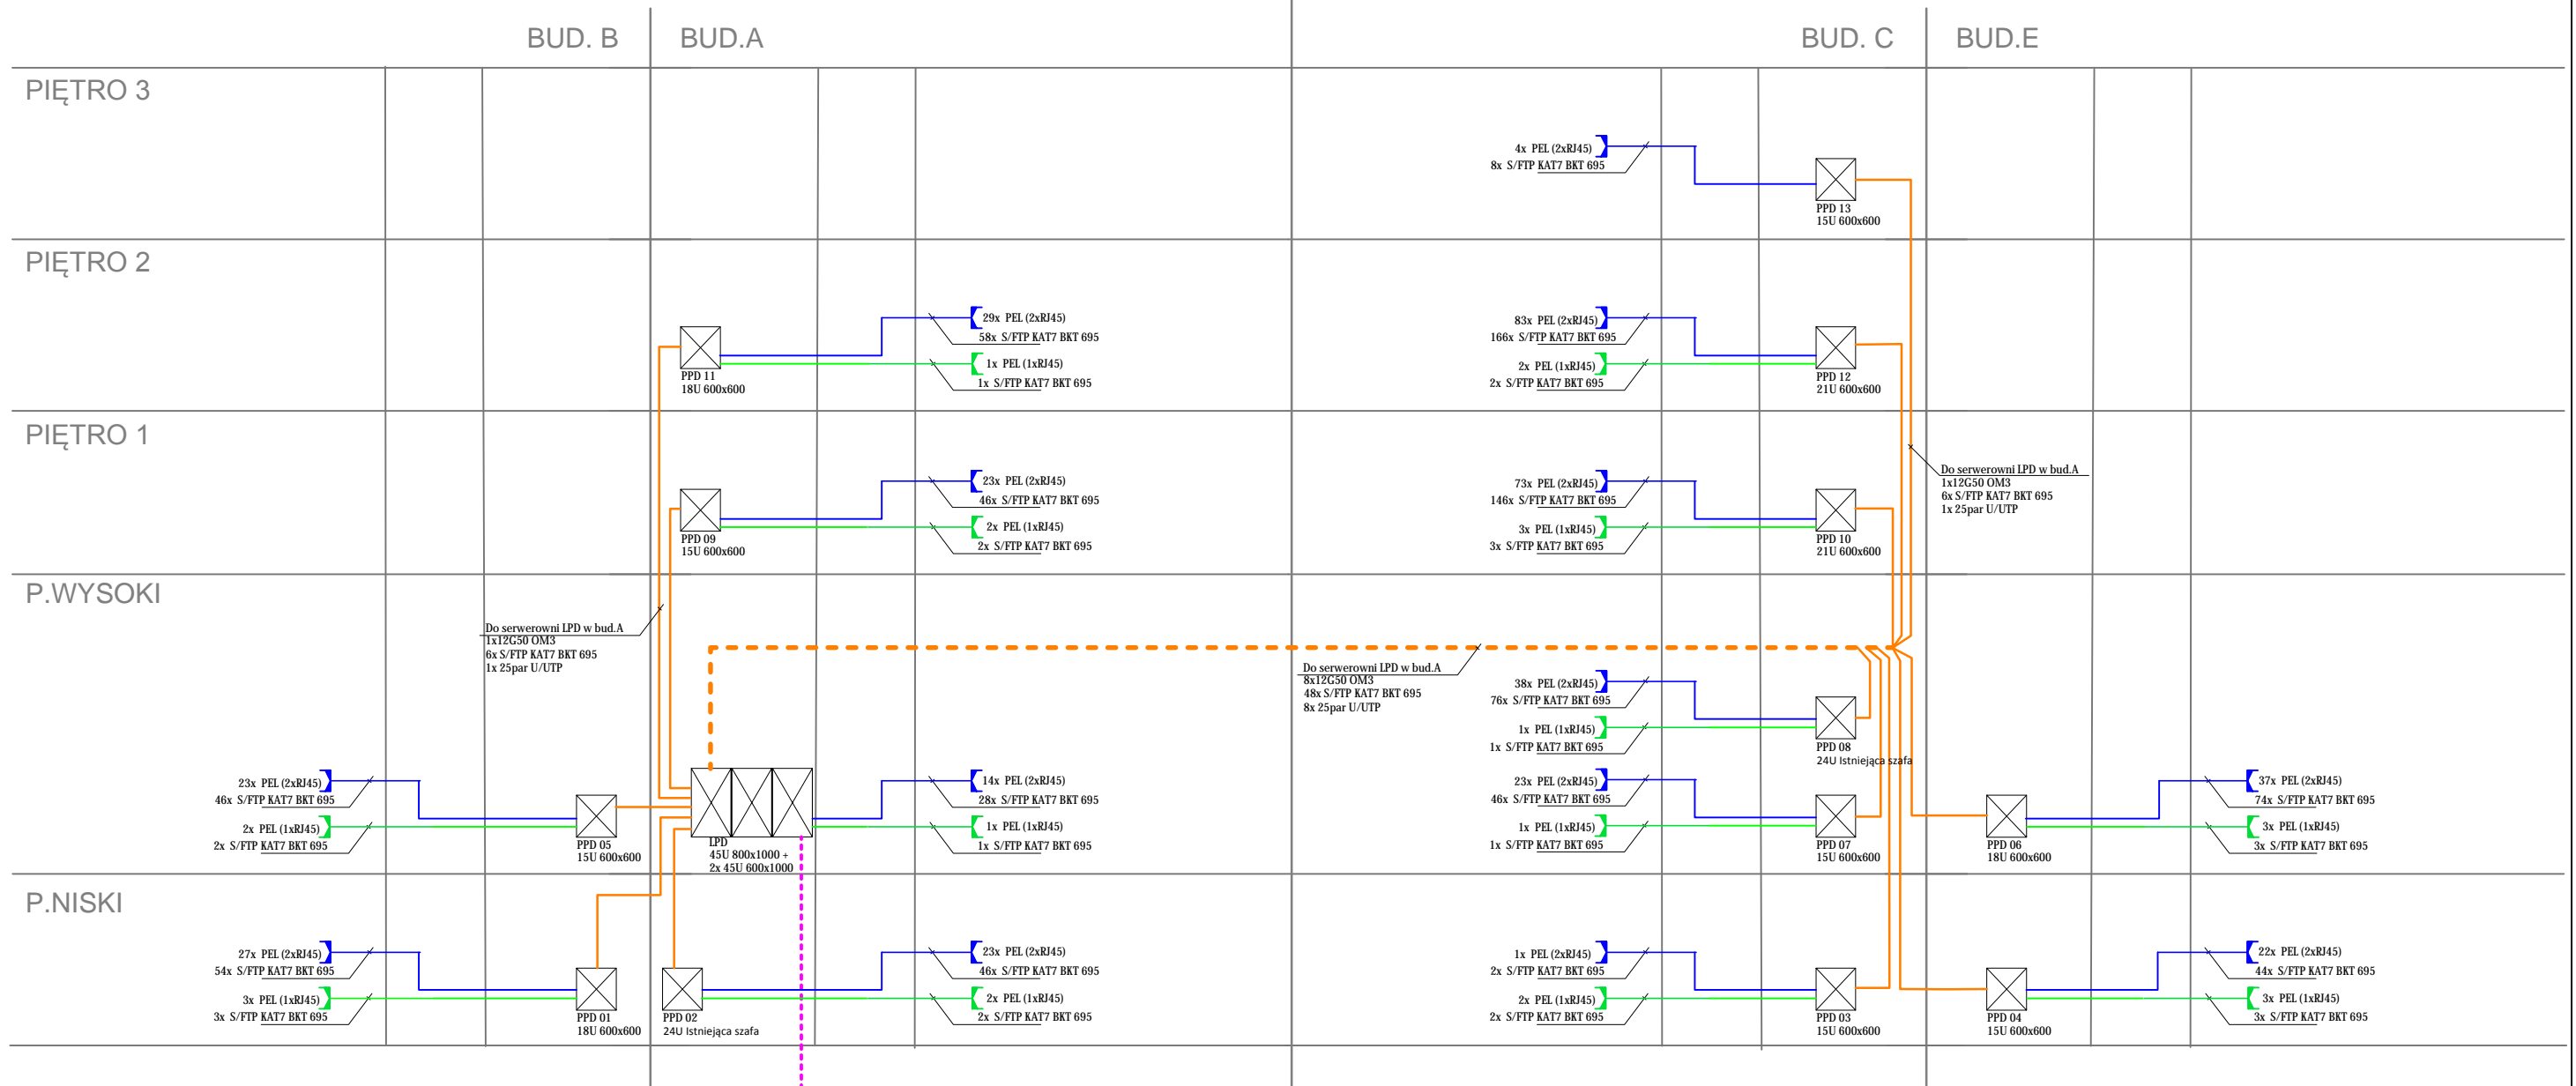 BUD. B
BUD.A
BUD. C
BUD.E
PIĘTRO 3
4x PEL (2xRJ45)
8x S/FTP KAT7 BKT 695
PPD 13
15U 600x600
PIĘTRO 2
PPD 11
18U 600x600
29x PEL (2xRJ45)
58x S/FTP KAT7 BKT 695
1x PEL (1xRJ45)
1x S/FTP KAT7 BKT 695
83x PEL (2xRJ45)
166x S/FTP KAT7 BKT 695
2x PEL (1xRJ45)
2x S/FTP KAT7 BKT 695
PPD 12
21U 600x600
PIĘTRO 1
PPD 09
15U 600x600
23x PEL (2xRJ45)
46x S/FTP KAT7 BKT 695
2x PEL (1xRJ45)
2x S/FTP KAT7 BKT 695
73x PEL (2xRJ45)
146x S/FTP KAT7 BKT 695
3x PEL (1xRJ45)
3x S/FTP KAT7 BKT 695
PPD 10
21U 600x600
Do serwerowni LPD w bud.A
1x12G50 OM3
6x S/FTP KAT7 BKT 695
1x 25par U/UTP
P.WYSOKI
Do serwerowni LPD w bud.A
1x12G50 OM3
6x S/FTP KAT7 BKT 695
1x 25par U/UTP
Do serwerowni LPD w bud.A
8x12G50 OM3
48x S/FTP KAT7 BKT 695
8x 25par U/UTP
38x PEL (2xRJ45)
76x S/FTP KAT7 BKT 695
1x PEL (1xRJ45)
1x S/FTP KAT7 BKT 695
PPD 08
24U Istniejąca szafa
23x PEL (2xRJ45)
46x S/FTP KAT7 BKT 695
2x PEL (1xRJ45)
2x S/FTP KAT7 BKT 695
PPD 05
15U 600x600
LPD
45U 800x1000 +
2x 45U 600x1000
14x PEL (2xRJ45)
28x S/FTP KAT7 BKT 695
1x PEL (1xRJ45)
1x S/FTP KAT7 BKT 695
23x PEL (2xRJ45)
46x S/FTP KAT7 BKT 695
1x PEL (1xRJ45)
1x S/FTP KAT7 BKT 695
PPD 07
15U 600x600
PPD 06
18U 600x600
37x PEL (2xRJ45)
74x S/FTP KAT7 BKT 695
3x PEL (1xRJ45)
3x S/FTP KAT7 BKT 695
P.NISKI
27x PEL (2xRJ45)
54x S/FTP KAT7 BKT 695
3x PEL (1xRJ45)
3x S/FTP KAT7 BKT 695
PPD 01
18U 600x600
PPD 02
24U Istniejąca szafa
23x PEL (2xRJ45)
46x S/FTP KAT7 BKT 695
2x PEL (1xRJ45)
2x S/FTP KAT7 BKT 695
1x PEL (2xRJ45)
2x S/FTP KAT7 BKT 695
2x PEL (1xRJ45)
2x S/FTP KAT7 BKT 695
PPD 03
15U 600x600
PPD 04
15U 600x600
22x PEL (2xRJ45)
44x S/FTP KAT7 BKT 695
3x PEL (1xRJ45)
3x S/FTP KAT7 BKT 695